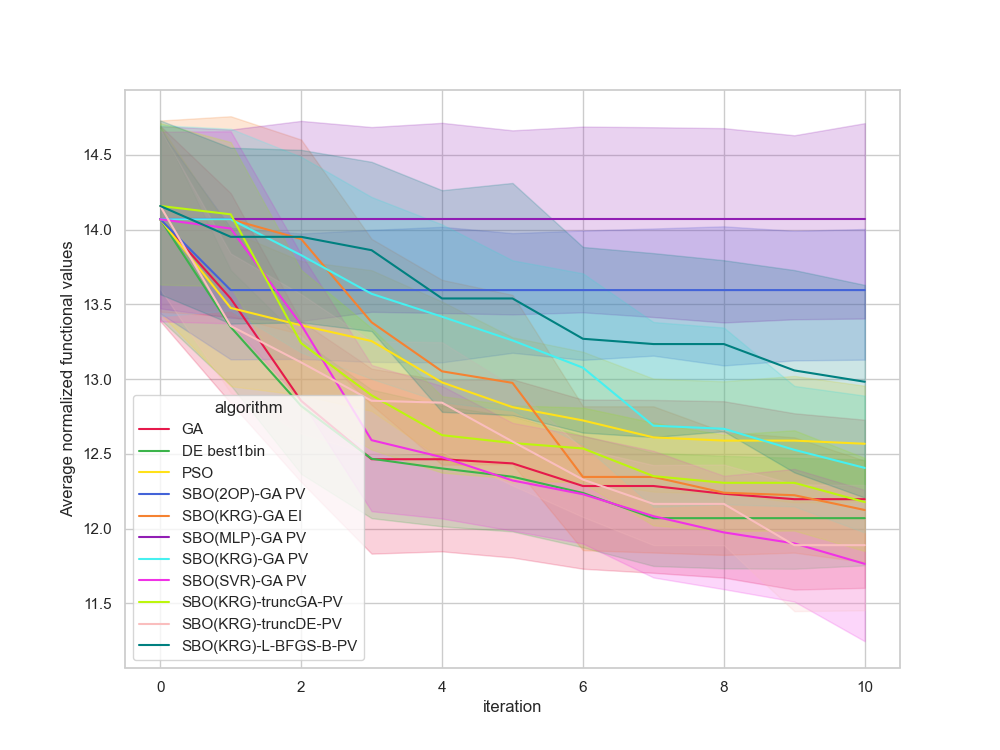 Average normalized functional values
14.5
14.0
13.5
13.0
12.5
12.0
11.5
algorithm
GA
DE best1bin
PSO
SBO(2OP)-GA PV
SBO(KRG)-GA EI
SBO(MLP)-GA PV
SBO(KRG)-GA PV
SBO(SVR)-GA PV
SBO(KRG)-truncGA-PV
SBO(KRG)-truncDE-PV
SBO(KRG)-L-BFGS-B-PV
0 2 4 6 8 10
iteration